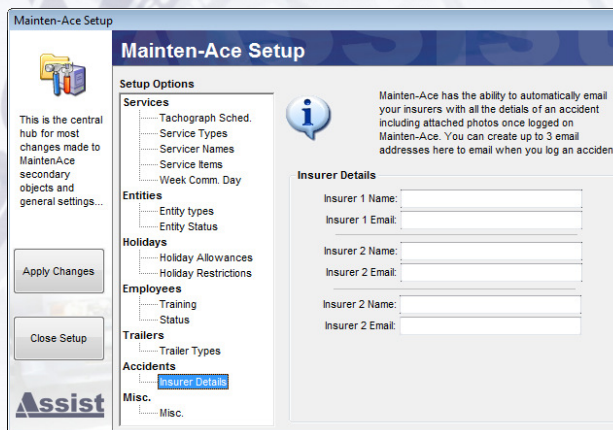 Mainten-Ace Setup
Mainten-Ace Setup
This is the central
hub for most
changes made to
MaintenAce
secondary
objects and
general settings...
Apply Changes
Close Setup
Assist
Setup Options
Services
Tachograph Sched.
Service Types
Servicer Names
Service Items
Week Comm. Day
Entities
Entity types
Entity Status
Holidays
Holiday Allowances
Holiday Restrictions
Employees
Training
Status
Trailers
Trailer Types
Accidents
Insurer Details
Misc.
Misc.
Mainten-Ace has the ability to automatically email
your insurers with all the detials of an accident
including attached photos once logged on
Mainten-Ace. You can create up to 3 email
addresses here to email when you log an acciden
Insurer Details
Insurer 1 Name:
Insurer 1 Email:
Insurer 2 Name:
Insurer 2 Email:
Insurer 2 Name:
Insurer 2 Email: